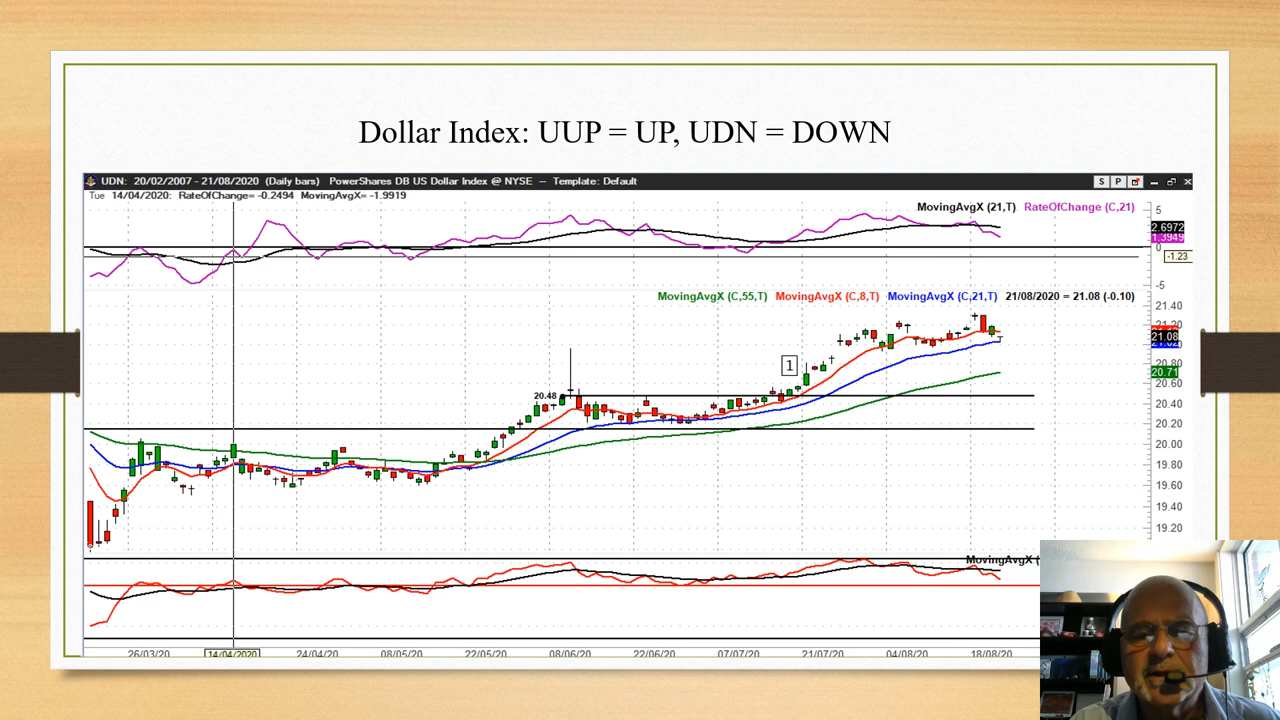 Dollar Index: UUP = UP, UDN = DOWN
UDN: 20/02/2007 - 21/08/2020 (Daily bars) PowerShares DB US Dollar Index @ NYSE – Template: Default
S P
Tue 14/04/2020: RateOfChange= -0.2494 MovingAvgX= -1.9919
MovingAvgX (21,T) RateOfChange (C,21)
5
2.6972
1.3949
0
-1.23
-5
MovingAvgX (C,55,T) MovingAvgX (C,8,T) MovingAvgX (C,21,T) 21/08/2020 = 21.08 (-0.10)
21.40
21.08
1
20.80
20.71
20.60
20.48
20.40
20.20
20.00
19.80
19.60
19.40
19.20
MovingAvgX (
26/03/20 14/04/2020 24/04/20 08/05/20 22/05/20 08/06/20 22/06/20 07/07/20 21/07/20 04/08/20 18/08/20